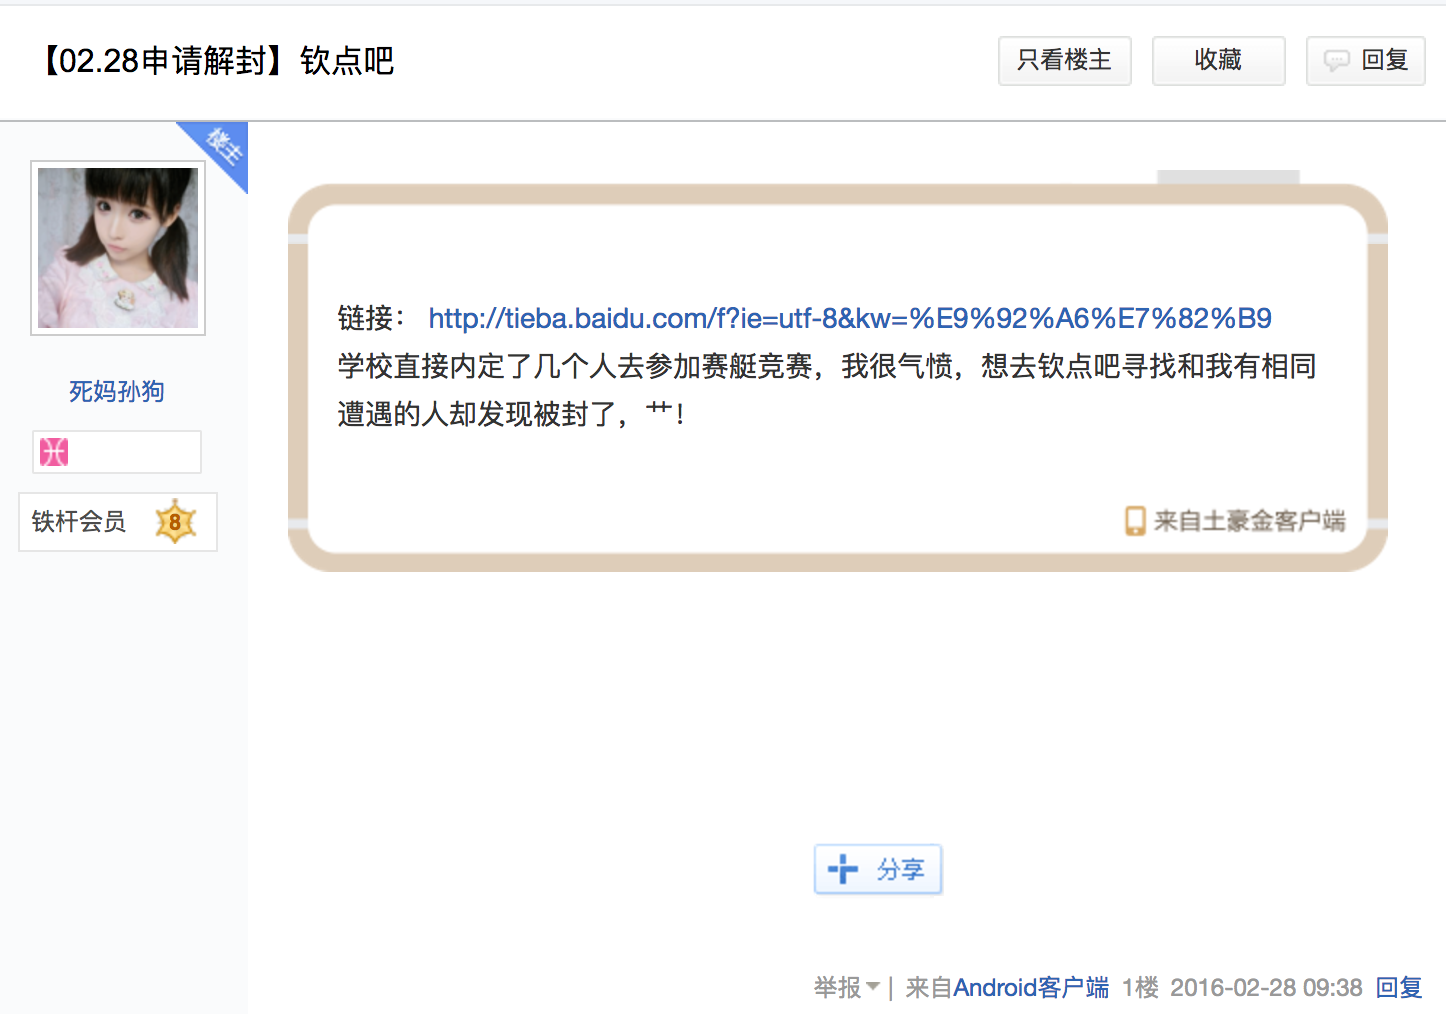 【02.28申请解封】钦点吧
只看楼主
收藏
回复
楼主
死妈孙狗
铁杆会员 8
链接： http://tieba.baidu.com/f?ie=utf-8&kw=%E9%92%A6%E7%82%B9
学校直接内定了几个人去参加赛艇竞赛，我很气愤，想去钦点吧寻找和我有相同
遭遇的人却发现被封了，艹！
来自土豪金客户端
分享
举报 | 来自Android客户端 1楼 2016-02-28 09:38 回复